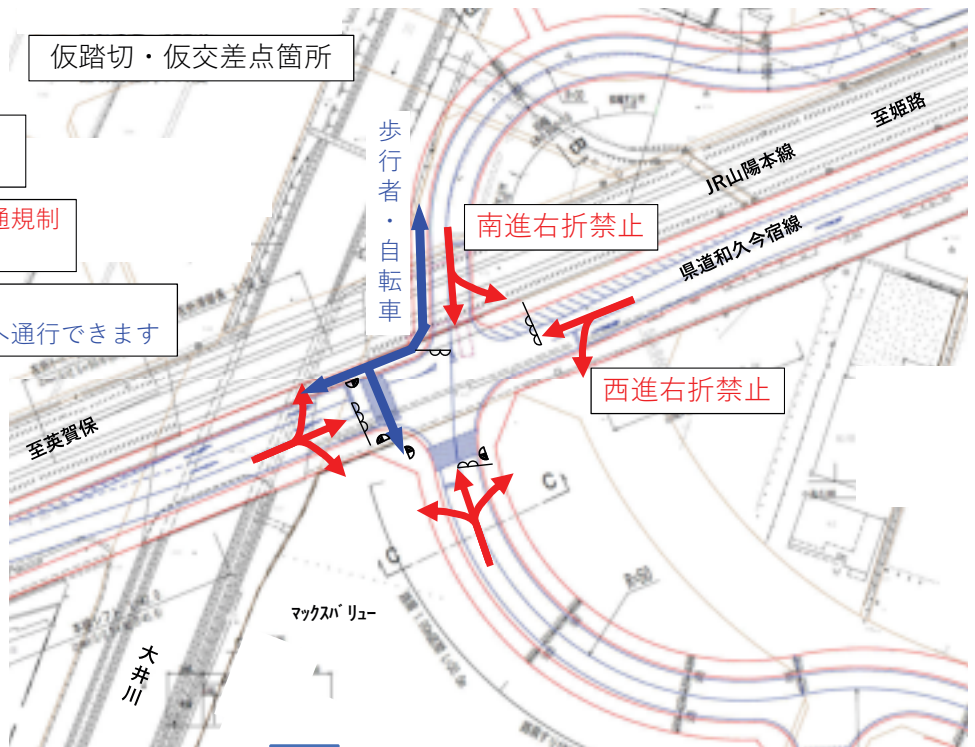 仮踏切・仮交差点箇所
通規制
へ通行できます
歩行者・自転車
南進右折禁止
西進右折禁止
JR山陽本線
至姫路
県道和久今宿線
至英賀保
マックスバリュー
大井川
C
C
B
R=50